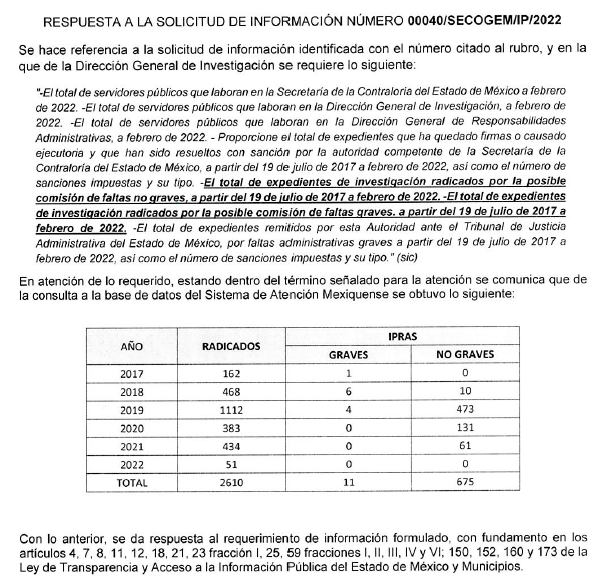 RESPUESTA A LA SOLICITUD DE INFORMACIÓN NÚMERO 00040/SECOGEM/IP/2022
Se hace referencia a la solicitud de información identificada con el número citado al rubro, y en la
que de la Dirección General de Investigación se requiere lo siguiente:
"-El total de servidores públicos que laboran en la Secretaría de la Contraloría del Estado de México a febrero
de 2022. -El total de servidores públicos que laboran en la Dirección General de Investigación, a febrero de
2022. -El total de servidores públicos que laboran en la Dirección General de Responsabilidades
Administrativas, a febrero de 2022. - Proporcione el total de expedientes que ha quedado firmas o causado
ejecutoria y que han sido resueltos con sanción por la autoridad competente de la Secretaría de la
Contraloría del Estado de México, a partir del 19 de julio de 2017 a febrero de 2022, así como el número de
sanciones impuestas y su tipo. -El total de expedientes de investigación radicados por la posible
comisión de faltas no graves, a partir del 19 de julio de 2017 a febrero de 2022. -El total de expedientes
de investigación radicados por la posible comisión de faltas graves. a partir del 19 de julio de 2017 a
febrero de 2022. -El total de expedientes remitidos por esta Autoridad ante el Tribunal de Justicia
Administrativa del Estado de México, por faltas administrativas graves a partir del 19 de julio de 2017 a
febrero de 2022, así como el número de sanciones impuestas y su tipo." (sic)
En atención de lo requerido, estando dentro del término señalado para la atención se comunica que de
la consulta a la base de datos del Sistema de Atención Mexiquense se obtuvo lo siguiente:
AÑO RADICADOS IPRAS
GRAVES NO GRAVES
2017 162 1 0
2018 468 6 10
2019 1112 4 473
2020 383 0 131
2021 434 0 61
2022 51 0 0
TOTAL 2610 11 675
Con lo anterior, se da respuesta al requerimiento de información formulado, con fundamento en los
artículos 4, 7, 8, 11, 12, 18, 21, 23 fracción I, 25, 59 fracciones I, II, III, IV y VI; 150, 152, 160 y 173 de la
Ley de Transparencia y Acceso a la Información Pública del Estado de México y Municipios.